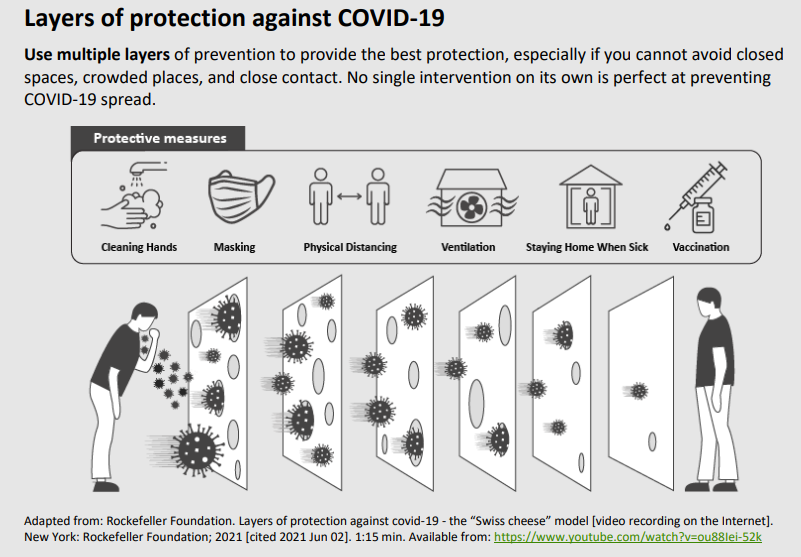 Layers of protection against COVID-19
Use multiple layers of prevention to provide the best protection, especially if you cannot avoid closed
spaces, crowded places, and close contact. No single intervention on its own is perfect at preventing
COVID-19 spread.
Protective measures
Cleaning Hands
Masking
Physical Distancing
Ventilation
Staying Home When Sick
Vaccination
Adapted from: Rockefeller Foundation. Layers of protection against covid-19 - the “Swiss cheese” model [video recording on the Internet].
New York: Rockefeller Foundation; 2021 [cited 2021 Jun 02]. 1:15 min. Available from: https://www.youtube.com/watch?v=ou88Iei-52k